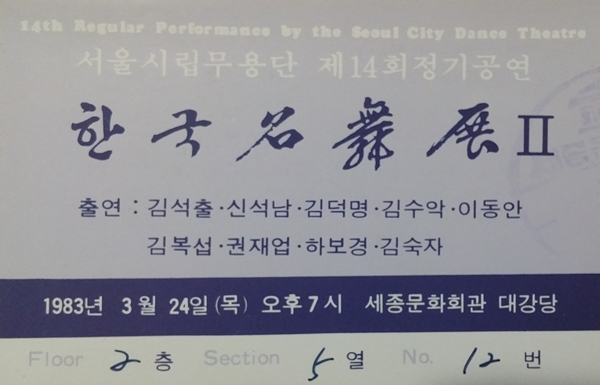 14th Regular Performance by the Seoul City Dance Theatre
서울시립무용단 제14회정기공연
한국名舞展 II
출연 : 김석출·신석남·김덕명·김수악·이동안
김복섭·권재업·하보경·김숙자
1983년 3월 24일(목) 오후7시 세종문화회관 대강당
Floor 2 층 Section 5 열 No. 12 번